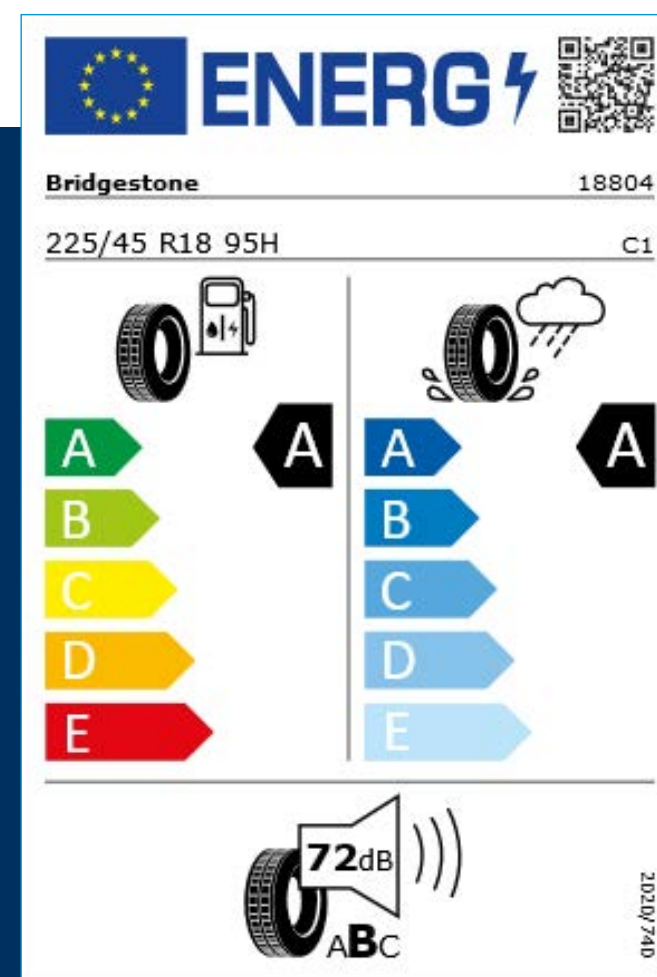 ENERG
Bridgestone 18804
225/45 R18 95H C1
A A A A
B B
C C
D D
E E
72dB
ABC
2020/740